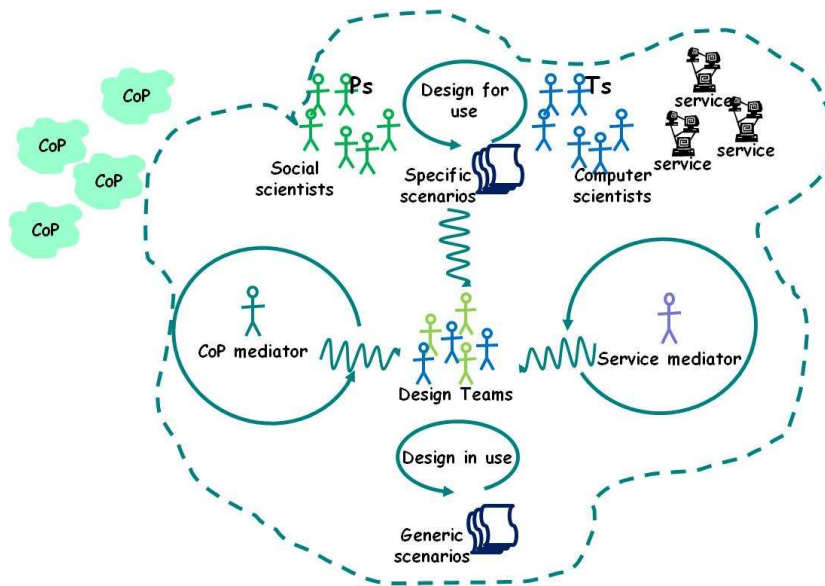 CoP
CoP
CoP
CoP
Ps
Social
scientists
Design for
use
Specific
scenarios
Ts
Computer
scientists
service
service
service
CoP mediator
Design Teams
Service mediator
Design in use
Generic
scenarios